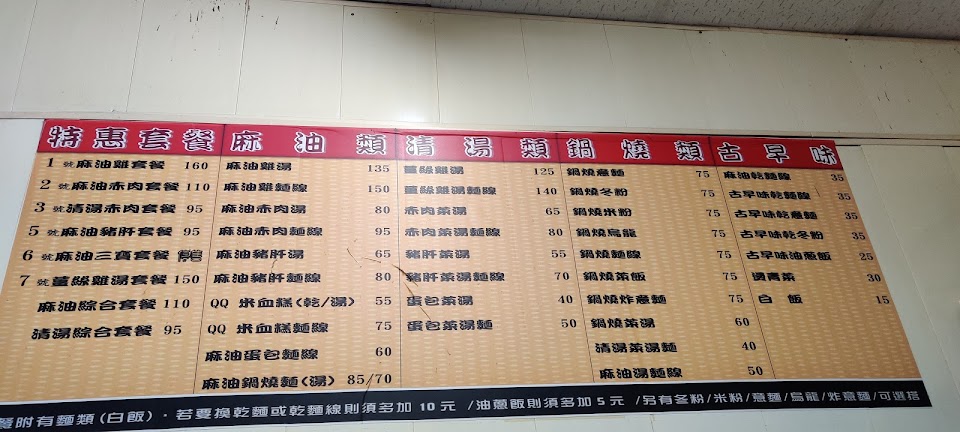 特惠套餐
1號麻油雞套餐 160
2號麻油赤肉套餐 110
3號清湯赤肉套餐 95
5號麻油豬肝套餐 95
6號麻油三寶套餐
7號薑絲雞湯套餐 150
麻油綜合套餐 110
清湯綜合套餐 95
麻油類
麻油雞湯 135
麻油雞麵線 150
麻油赤肉湯 80
麻油赤肉麵線 95
麻油豬肝湯 65
麻油豬肝麵線 80
QQ 米血糕(乾/湯) 55
QQ 米血糕麵線 75
麻油蛋包麵線 60
麻油鍋燒麵(湯) 85/70
清湯類
薑絲雞湯 125
薑絲雞湯麵線 140
赤肉菜湯 65
赤肉菜湯麵線 80
豬肝菜湯 55
豬肝菜湯麵線 70
蛋包菜湯 40
蛋包菜湯麵 50
鍋燒類
鍋燒意麵 75
鍋燒冬粉 75
鍋燒米粉 75
鍋燒烏龍 75
鍋燒麵線 75
鍋燒菜飯 75
鍋燒炸意麵 75
鍋燒菜湯 60
清湯菜湯麵 40
麻油湯麵線 50
古早味
麻油乾麵線 35
古早味乾麵線 35
古早味乾意麵 35
古早味乾冬粉 35
古早味油蔥飯 25
燙青菜 30
白飯 15
餐附有麵類(白飯)·若要換乾麵或乾麵線則須多加 10 元 /油蔥飯則須多加 5 元 /另有冬粉/米粉/意麵/烏龍/炸意麵/可選搭